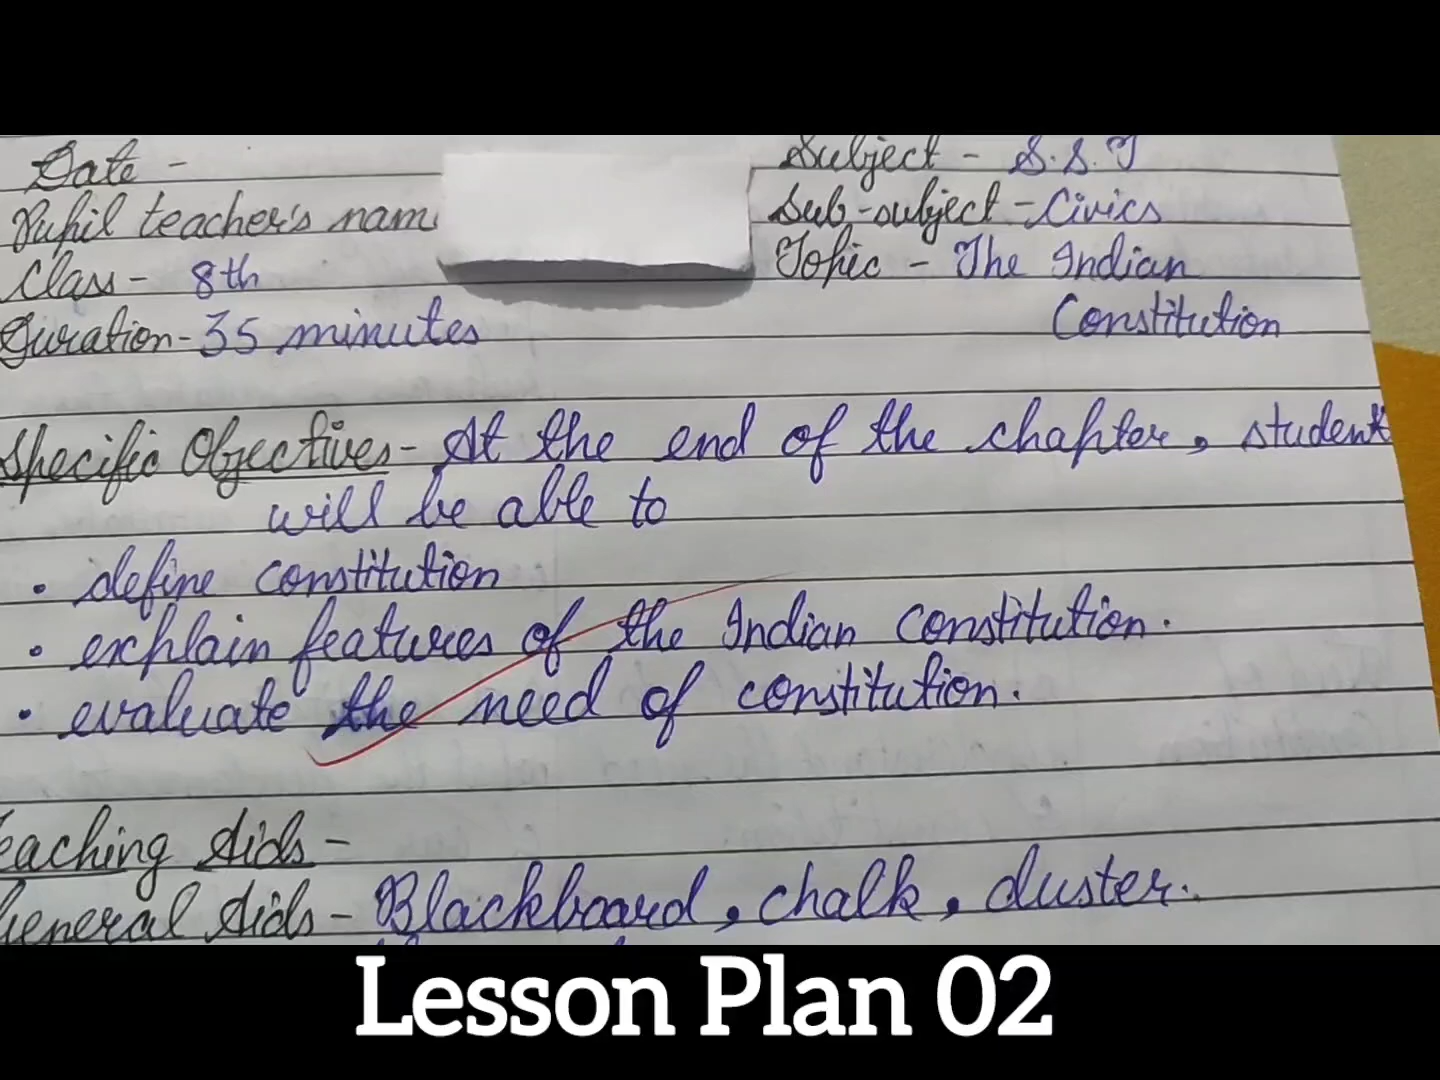 Date -
Subject - S.S.T
Pupil teacher's nam
Sub-subject - Civics
Class - 8th
Topic - The Indian
Duration - 35 minutes
Constitution
Specific Objectives - At the end of the chapter, student
will be able to
• define constitution
• explain features of the Indian constitution.
• evaluate the need of constitution.
eaching Aids -
General Aids - Blackboard, chalk, duster.
Lesson Plan 02